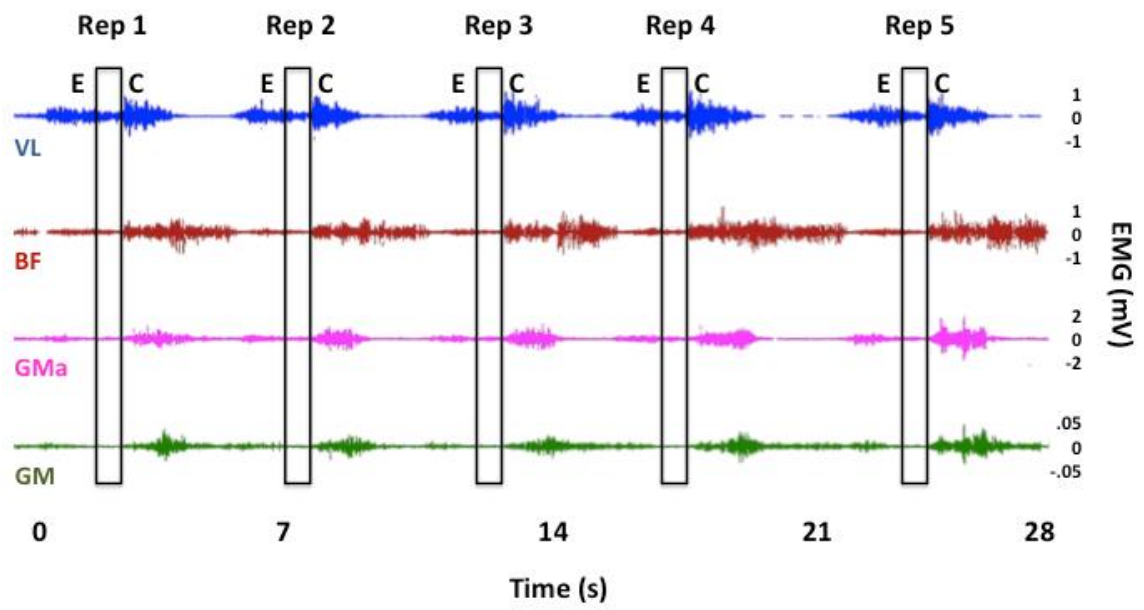 Rep 1 Rep 2 Rep 3 Rep 4 Rep 5
E C E C E C E C E C
1
0
-1
VL
1
0
-1
BF
2
0
-2
GMa
.05
0
-.05
GM
EMG (mV)
0 7 14 21 28
Time (s)